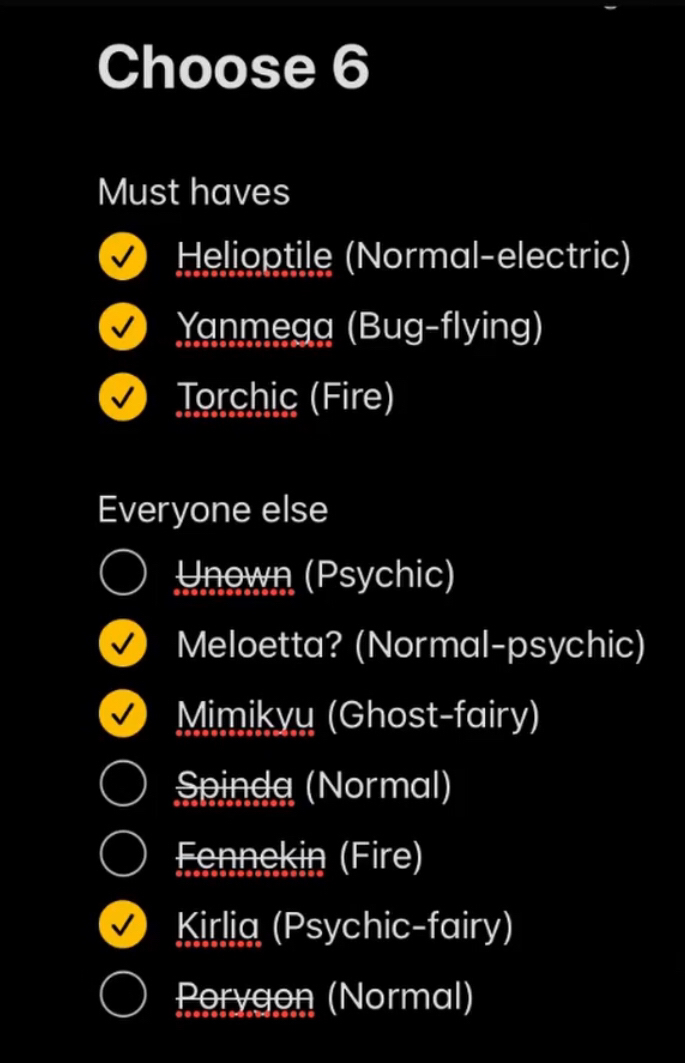 Choose 6
Must haves
Helioptile (Normal-electric)
Yanmega (Bug-flying)
Torchic (Fire)
Everyone else
Unown (Psychic)
Meloetta? (Normal-psychic)
Mimikyu (Ghost-fairy)
Spinda (Normal)
Fennekin (Fire)
Kirlia (Psychic-fairy)
Porygon (Normal)